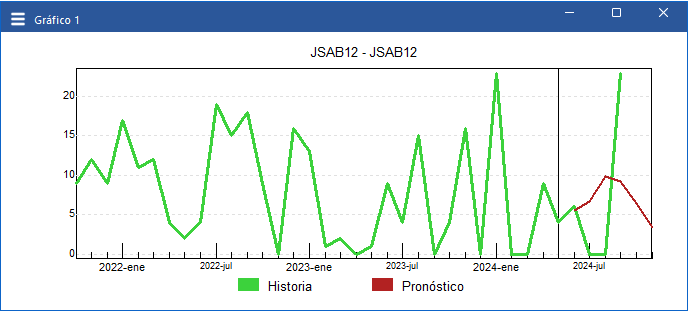 Gráfico 1
JSAB12 - JSAB12
20
15
10
5
0
2022-ene 2022-jul 2023-ene 2023-jul 2024-ene 2024-jul
Historia Pronóstico